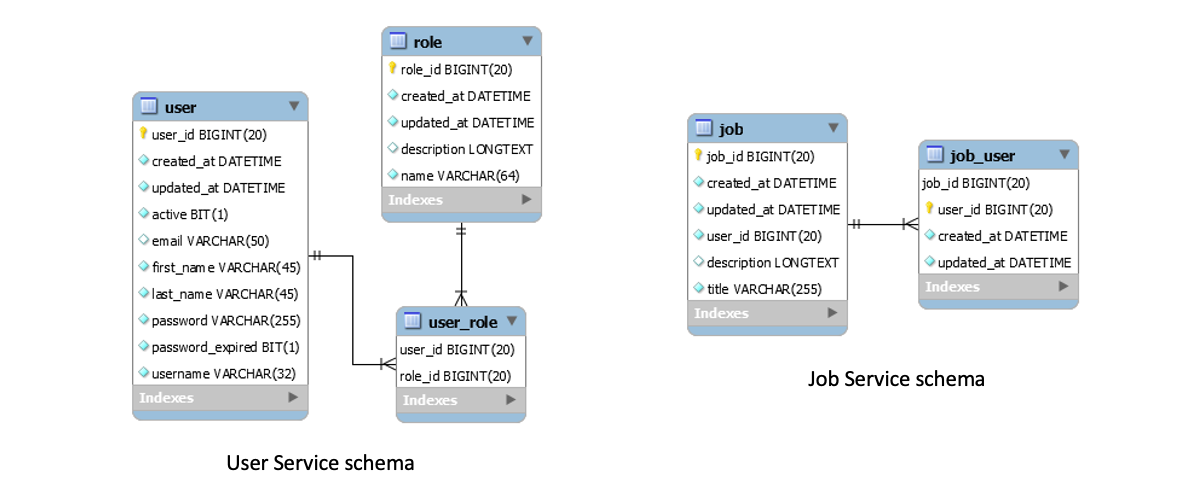 role
role_id BIGINT(20)
created_at DATETIME
updated_at DATETIME
description LONGTEXT
name VARCHAR(64)
Indexes
user
user_id BIGINT(20)
created_at DATETIME
updated_at DATETIME
active BIT(1)
email VARCHAR(50)
first_name VARCHAR(45)
last_name VARCHAR(45)
password VARCHAR(255)
password_expired BIT(1)
username VARCHAR(32)
Indexes
user_role
user_id BIGINT(20)
role_id BIGINT(20)
Indexes
User Service schema
job
job_id BIGINT(20)
created_at DATETIME
updated_at DATETIME
user_id BIGINT(20)
description LONGTEXT
title VARCHAR(255)
Indexes
job_user
job_id BIGINT(20)
user_id BIGINT(20)
created_at DATETIME
updated_at DATETIME
Indexes
Job Service schema